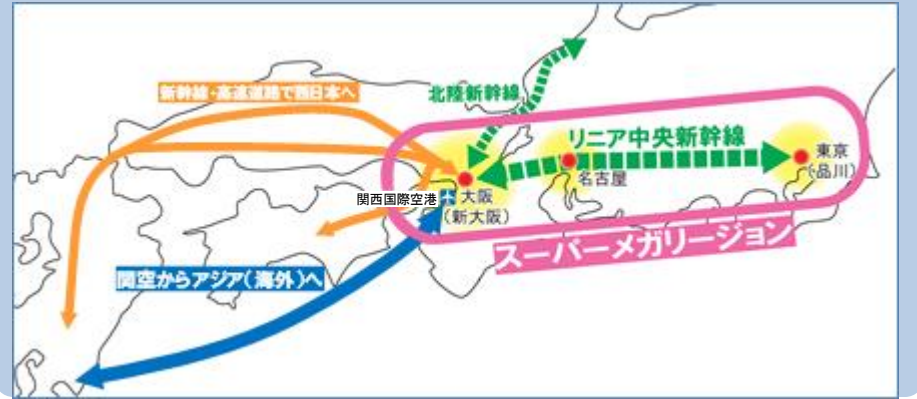 新幹線・高速道路で西日本へ
北陸新幹線
リニア中央新幹線
東京
(品川)
名古屋
関西国際空港
大阪
(新大阪)
スーパーメガリージョン
関空からアジア(海外)へ